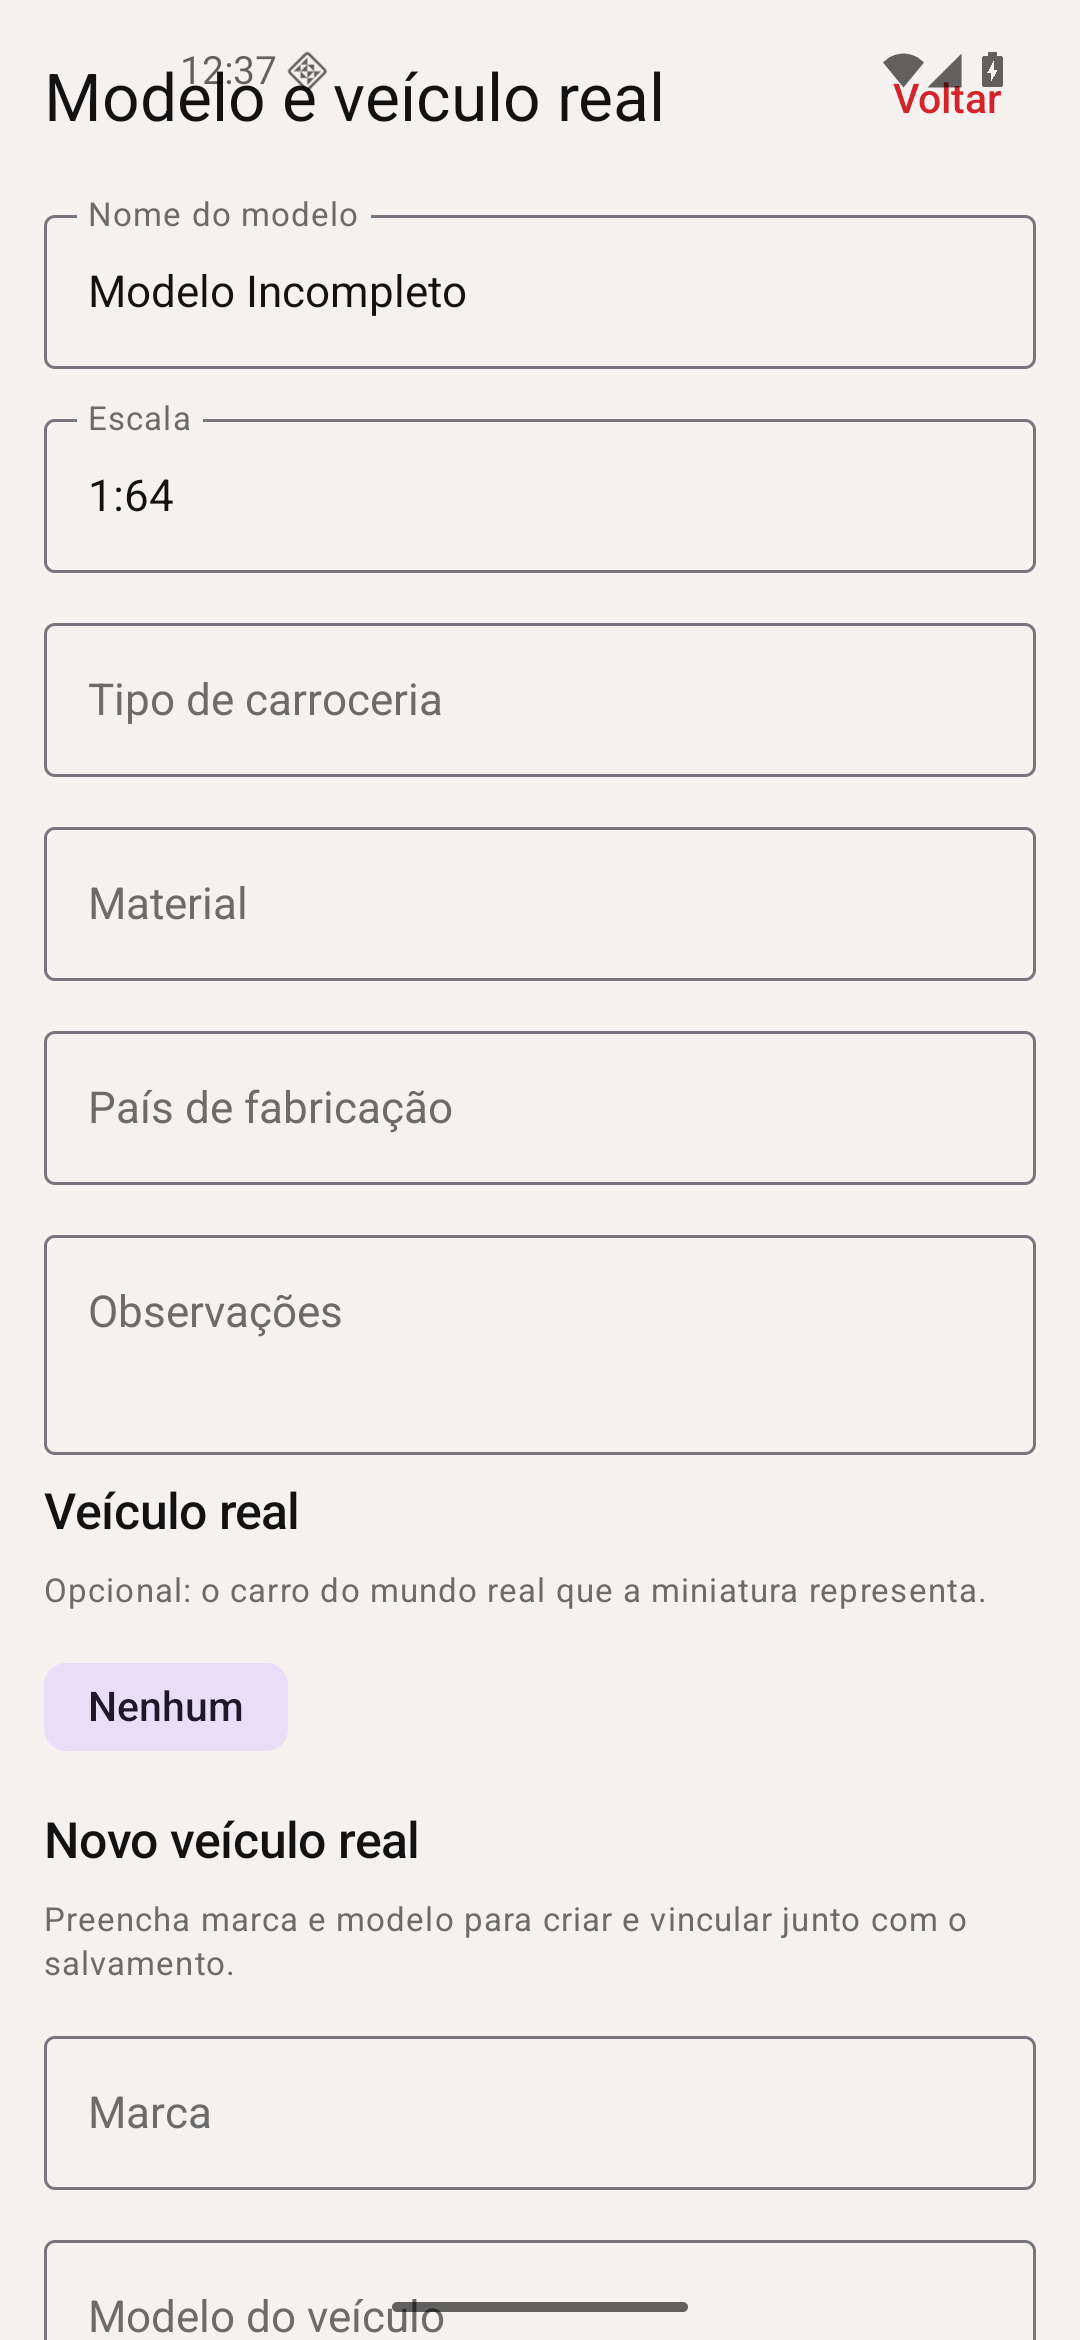 12:37
Modelo e veículo real
Voltar
Nome do modelo
Modelo Incompleto
Escala
1:64
Tipo de carroceria
Material
País de fabricação
Observações
Veículo real
Opcional: o carro do mundo real que a miniatura representa.
Nenhum
Novo veículo real
Preencha marca e modelo para criar e vincular junto com o
salvamento.
Marca
Modelo do veículo